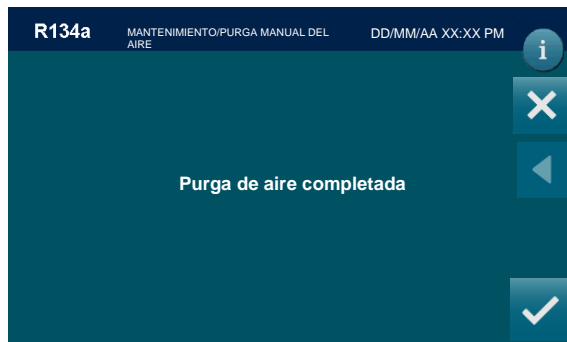 R134a
MANTENIMIENTO/PURGA MANUAL DEL
AIRE
DD/MM/AA XX:XX PM
i
Purga de aire completada